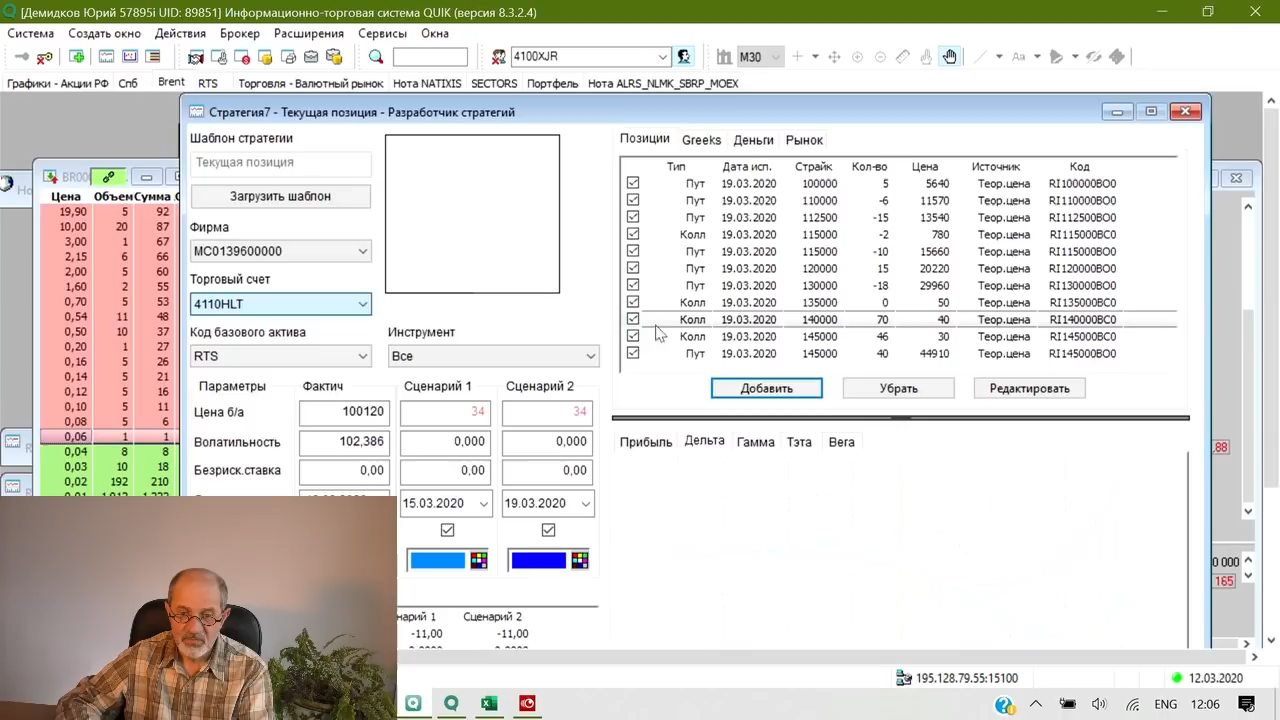 [Демидков Юрий 57895i UID: 89851] Информационно-торговая система QUIK (версия 8.3.2.4)
Система Создать окно Действия Брокер Расширения Сервисы Окна
4100XJR M30 Aa
Графики - Акции РФ Спб Brent RTS Торговля - Валютный рынок Нота NATIXIS SECTORS Портфель Нота ALRS_NLMK_SBRP_MOEX
Стратегия7 - Текущая позиция - Разработчик стратегий
Шаблон стратегии
Текущая позиция
Загрузить шаблон
Фирма
MC0139600000
Торговый счет
4110HLT
Код базового актива Инструмент
RTS Все
Параметры Фактич Сценарий 1 Сценарий 2
Цена б/а 100120 34 34
Волатильность 102,386 0,000 0,000
Безриск.ставка 0,00 0,00 0,00
15.03.2020 19.03.2020
нарий 1 Сценарий 2
-11,00 -11,00
Позиции Greeks Деньги Рынок
Тип Дата исп. Страйк Кол-во Цена Источник Код
Пут 19.03.2020 100000 5 5640 Теор.цена RI100000BO0
Пут 19.03.2020 110000 -6 11570 Теор.цена RI110000BO0
Пут 19.03.2020 112500 -15 13540 Теор.цена RI112500BO0
Колл 19.03.2020 115000 -2 780 Теор.цена RI115000BC0
Пут 19.03.2020 115000 -10 15660 Теор.цена RI115000BO0
Пут 19.03.2020 120000 15 20220 Теор.цена RI120000BO0
Пут 19.03.2020 130000 -18 29960 Теор.цена RI130000BO0
Колл 19.03.2020 135000 0 50 Теор.цена RI135000BC0
Колл 19.03.2020 140000 70 40 Теор.цена RI140000BC0
Колл 19.03.2020 145000 46 30 Теор.цена RI145000BC0
Пут 19.03.2020 145000 40 44910 Теор.цена RI145000BO0
Добавить Убрать Редактировать
Прибыль Дельта Гамма Тэта Вега
BR00
Цена Объем Сумма
19,90 5 92
10,00 20 87
3,00 1 67
2,15 6 66
2,00 5 60
1,60 2 55
0,70 5 53
0,54 11 48
0,50 10 37
0,20 1 27
0,16 5 26
0,14 5 21
0,12 5 16
0,10 5 11
0,08 5 6
0,06 1 1
0,04 8 8
0,03 10 18
0,02 192 210
,88
0 000
165
195.128.79.55:15100 12.03.2020
ENG 12:06